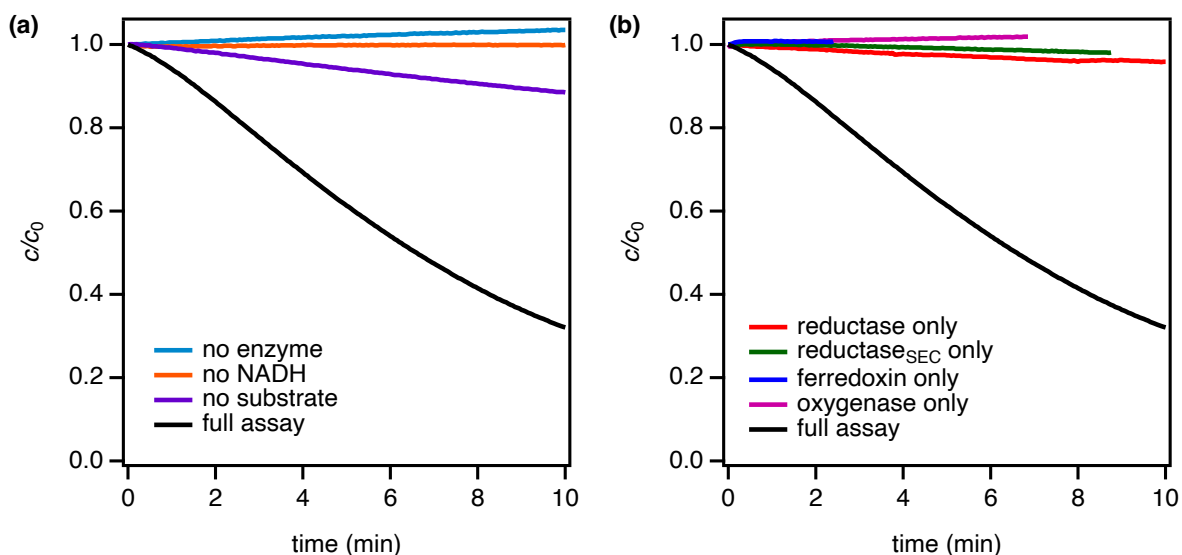 (a)
1.0
0.8
0.6
0.4
0.2
0.0
c/c0
0
2
4
6
8
10
time (min)
no enzyme
no NADH
no substrate
full assay
(b)
1.0
0.8
0.6
0.4
0.2
0.0
c/c0
0
2
4
6
8
10
time (min)
reductase only
reductaseSEC only
ferredoxin only
oxygenase only
full assay